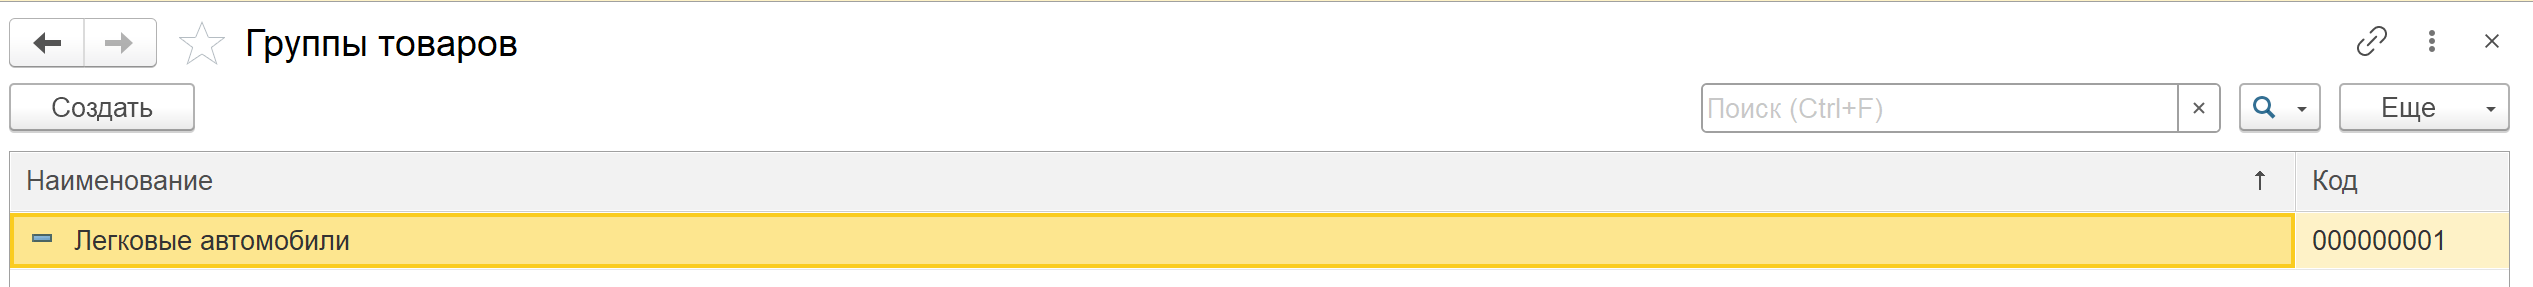 Группы товаров
Создать
Поиск (Ctrl+F)
Еще
Наименование
Код
Легковые автомобили
000000001